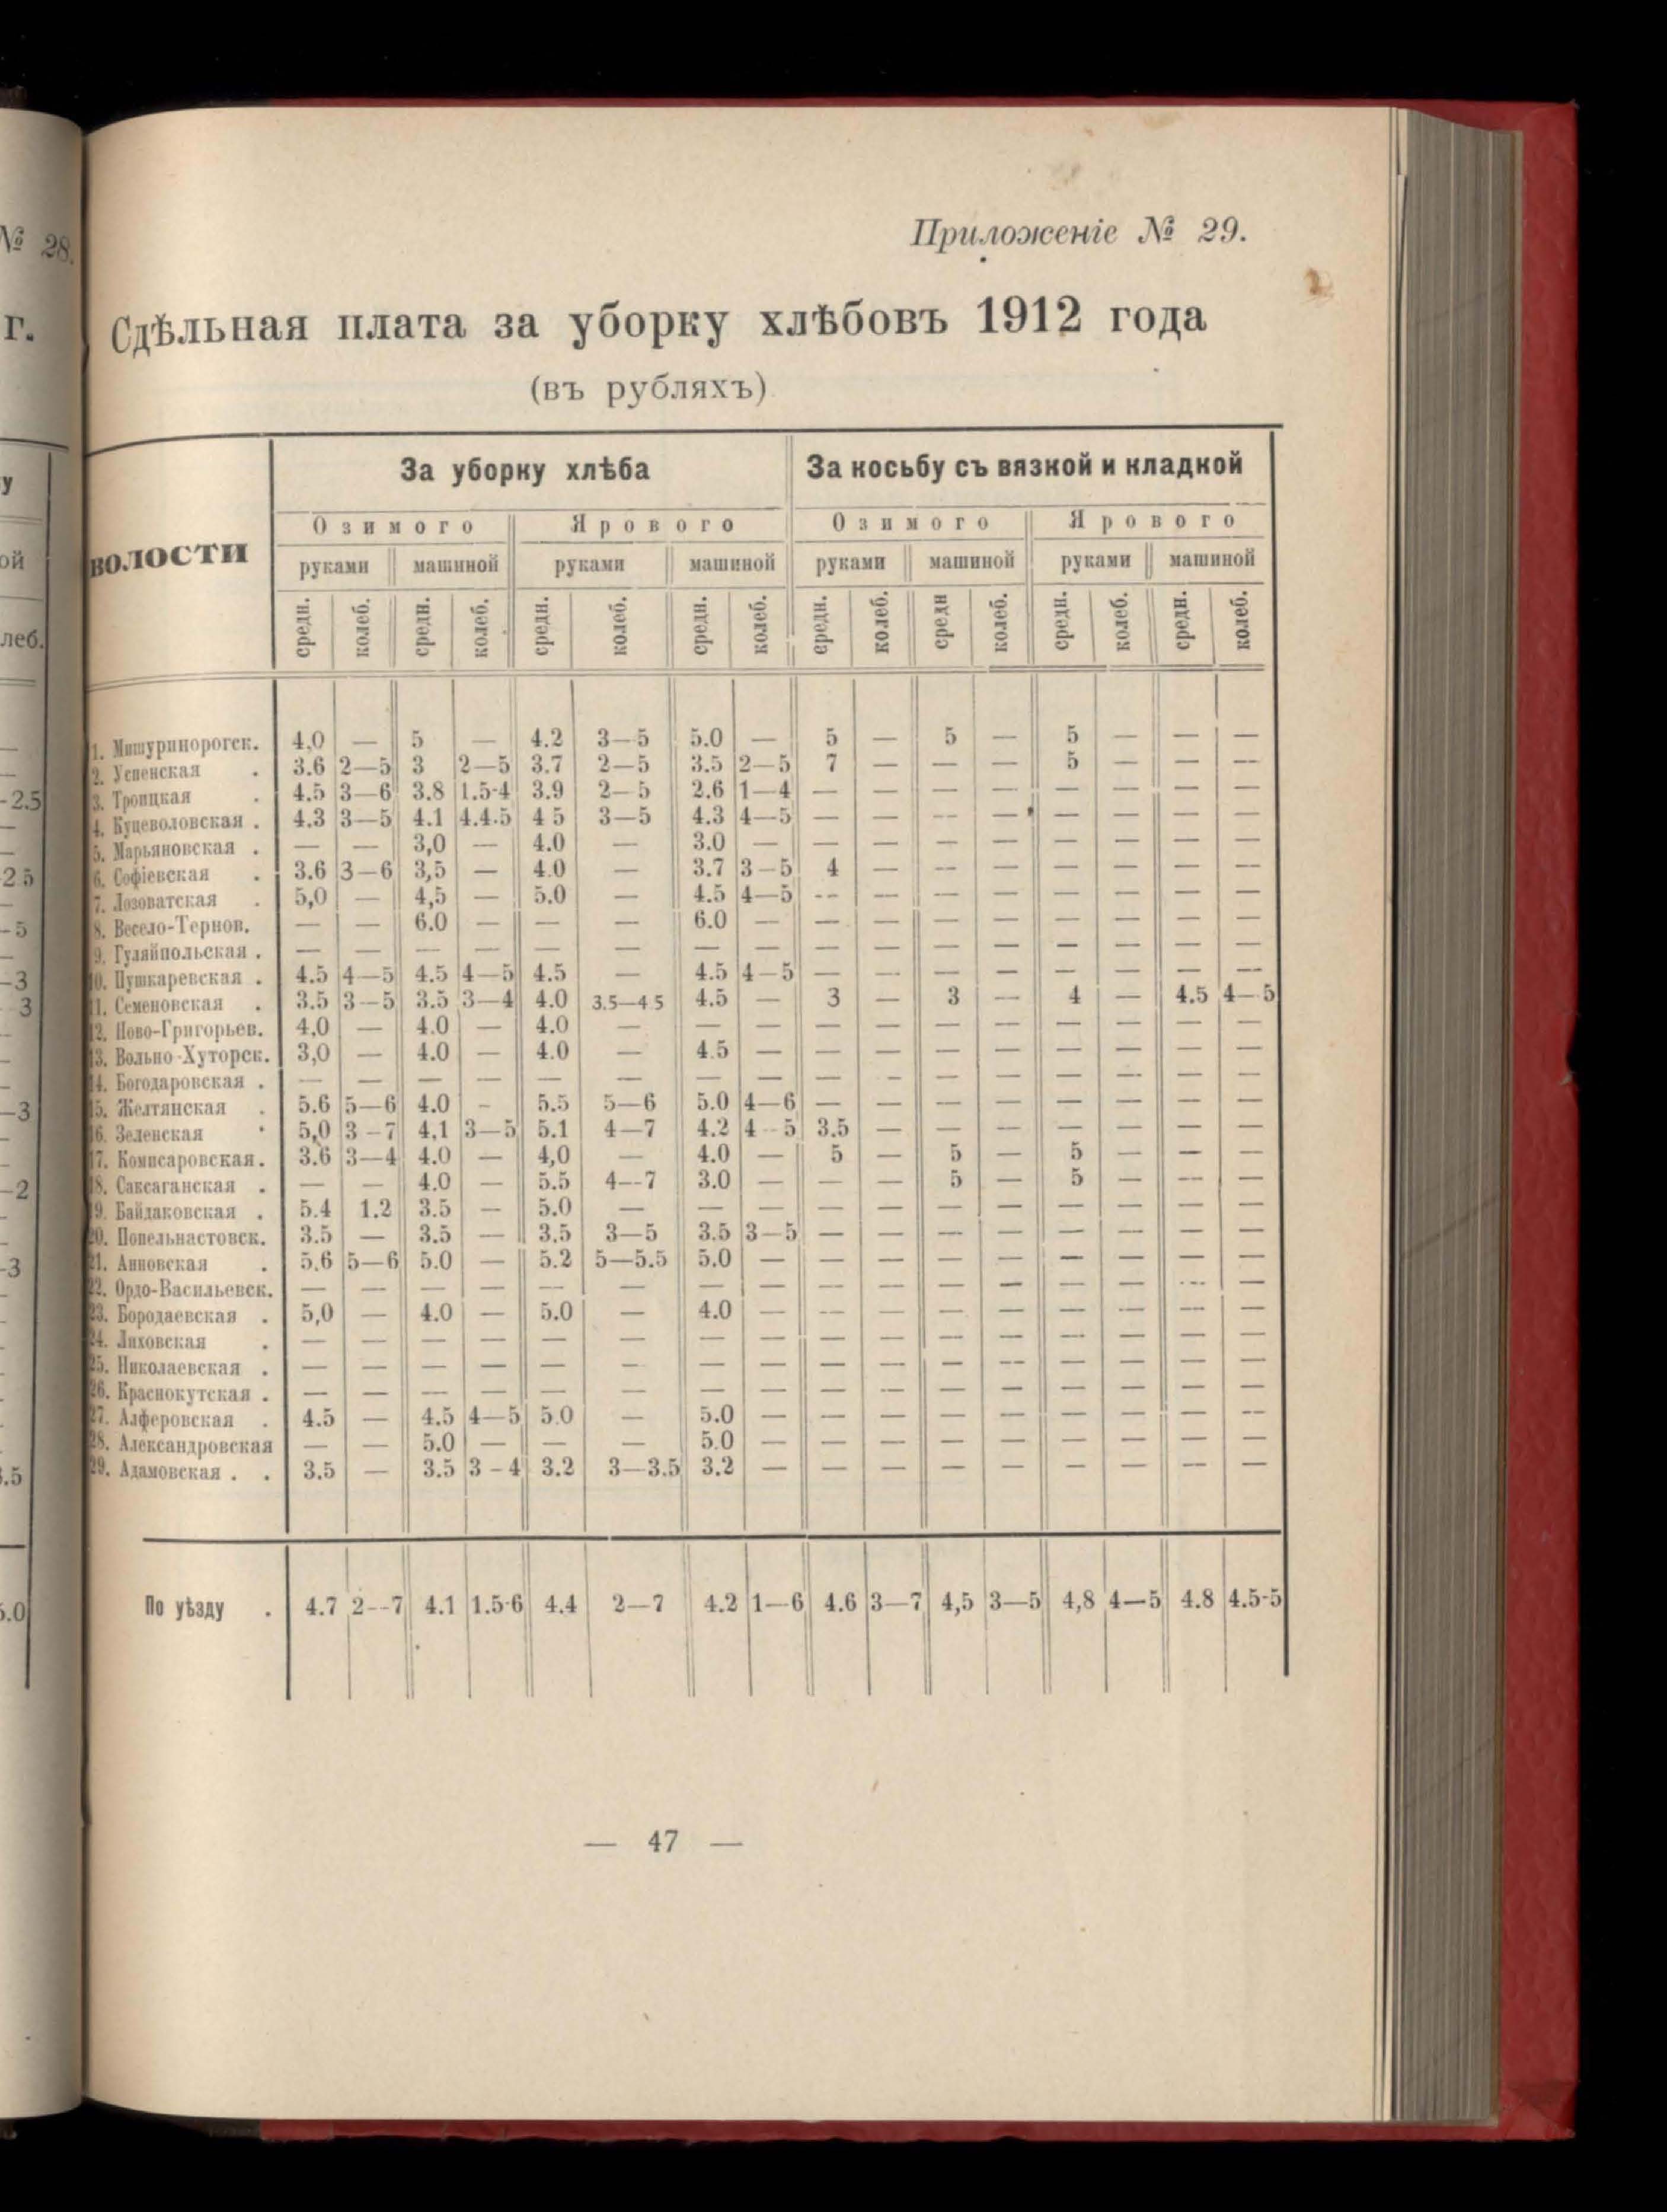 № 28.
г.
у
ой
леб.
-2.5
2 5
-5
-3
3
-3
-2
-3
.5
5.0
Приложеніе № 29.
Сдѣльная плата за уборку хлѣбовъ 1912 года
(въ рубляхъ)
волости
За уборку хлѣба За косьбу съ вязкой и кладкой
Озимого Ярового Озимого Ярового
руками машиной руками машиной руками машиной руками машиной
средн. колеб. средн. колеб. средн. колеб. средн. колеб. средн. колеб. средн колеб. средн. колеб. средн. колеб.
1. Мишуринорогск. 4,0 — 5 — 4.2 3—5 5.0 — 5 — 5 — 5 — — —
2. Успенская . 3.6 2—5 3 2—5 3.7 2—5 3.5 2—5 7 — — — 5 — — —
3. Троицкая . 4.5 3—6 3.8 1.5-4 3.9 2—5 2.6 1—4 — — — — — — — —
4. Куцеволовская . 4.3 3—5 4.1 4.4.5 4 5 3—5 4.3 4—5 — — — — — — — —
5. Марьяновская . — — 3,0 — 4.0 — 3.0 — — — — — — — — —
6. Софіевская . 3.6 3—6 3,5 — 4.0 — 3.7 3—5 4 — — — — — — —
7. Лозоватская . 5,0 — 4,5 — 5.0 — 4.5 4—5 — — — — — — — —
8. Весело-Тернов. — — 6.0 — — — 6.0 — — — — — — — — —
9. Гуляйпольская . — — — — — — — — — — — — — — — —
10. Пушкаревская . 4.5 4—5 4.5 4—5 4.5 — 4.5 4—5 — — — — — — — —
11. Семеновская . 3.5 3—5 3.5 3—4 4.0 3.5—4.5 4.5 — 3 — 3 — 4 — 4.5 4—5
12. Ново-Григорьев. 4,0 — 4.0 — 4.0 — — — — — — — — — — —
13. Вольно-Хуторск. 3,0 — 4.0 — 4.0 — 4.5 — — — — — — — — —
14. Богодаровская . — — — — — — — — — — — — — — — —
15. Желтянская . 5.6 5—6 4.0 - 5.5 5—6 5.0 4—6 — — — — — — — —
16. Зеленская . 5,0 3-7 4.1 3—5 5.1 4—7 4.2 4--5 3.5 — — — — — — —
17. Комисаровская. 3.6 3—4 4.0 — 4,0 — 4.0 — 5 — 5 — 5 — — —
18. Саксаганская . — — 4.0 — 5.5 4--7 3.0 — — — 5 — 5 — — —
19. Байдаковская . 5.4 1.2 3.5 — 5.0 — — — — — — — — — — —
20. Попельнастовск. 3.5 — 3.5 — 3.5 3—5 3.5 3—5 — — — — — — — —
21. Анновская . 5.6 5—6 5.0 — 5.2 5—5.5 5.0 — — — — — — — — —
22. Ордо-Васильевск. — — — — — — — — — — — — — — — —
23. Бородаевская . 5,0 — 4.0 — 5.0 — 4.0 — — — — — — — — —
24. Лиховская . — — — — — — — — — — — — — — — —
25. Николаевская . — — — — — — — — — — — — — — — —
26. Краснокутская . — — — — — — — — — — — — — — — —
27. Алферовская . 4.5 — 4.5 4—5 5.0 — 5.0 — — — — — — — — —
28. Александровская — — 5.0 — — — 5.0 — — — — — — — — —
29. Адамовская . . 3.5 — 3.5 3-4 3.2 3—3.5 3.2 — — — — — — — — —
По уѣзду . 4.7 2--7 4.1 1.5-6 4.4 2—7 4.2 1—6 4.6 3—7 4,5 3—5 4,8 4—5 4.8 4.5-5
— 47 —